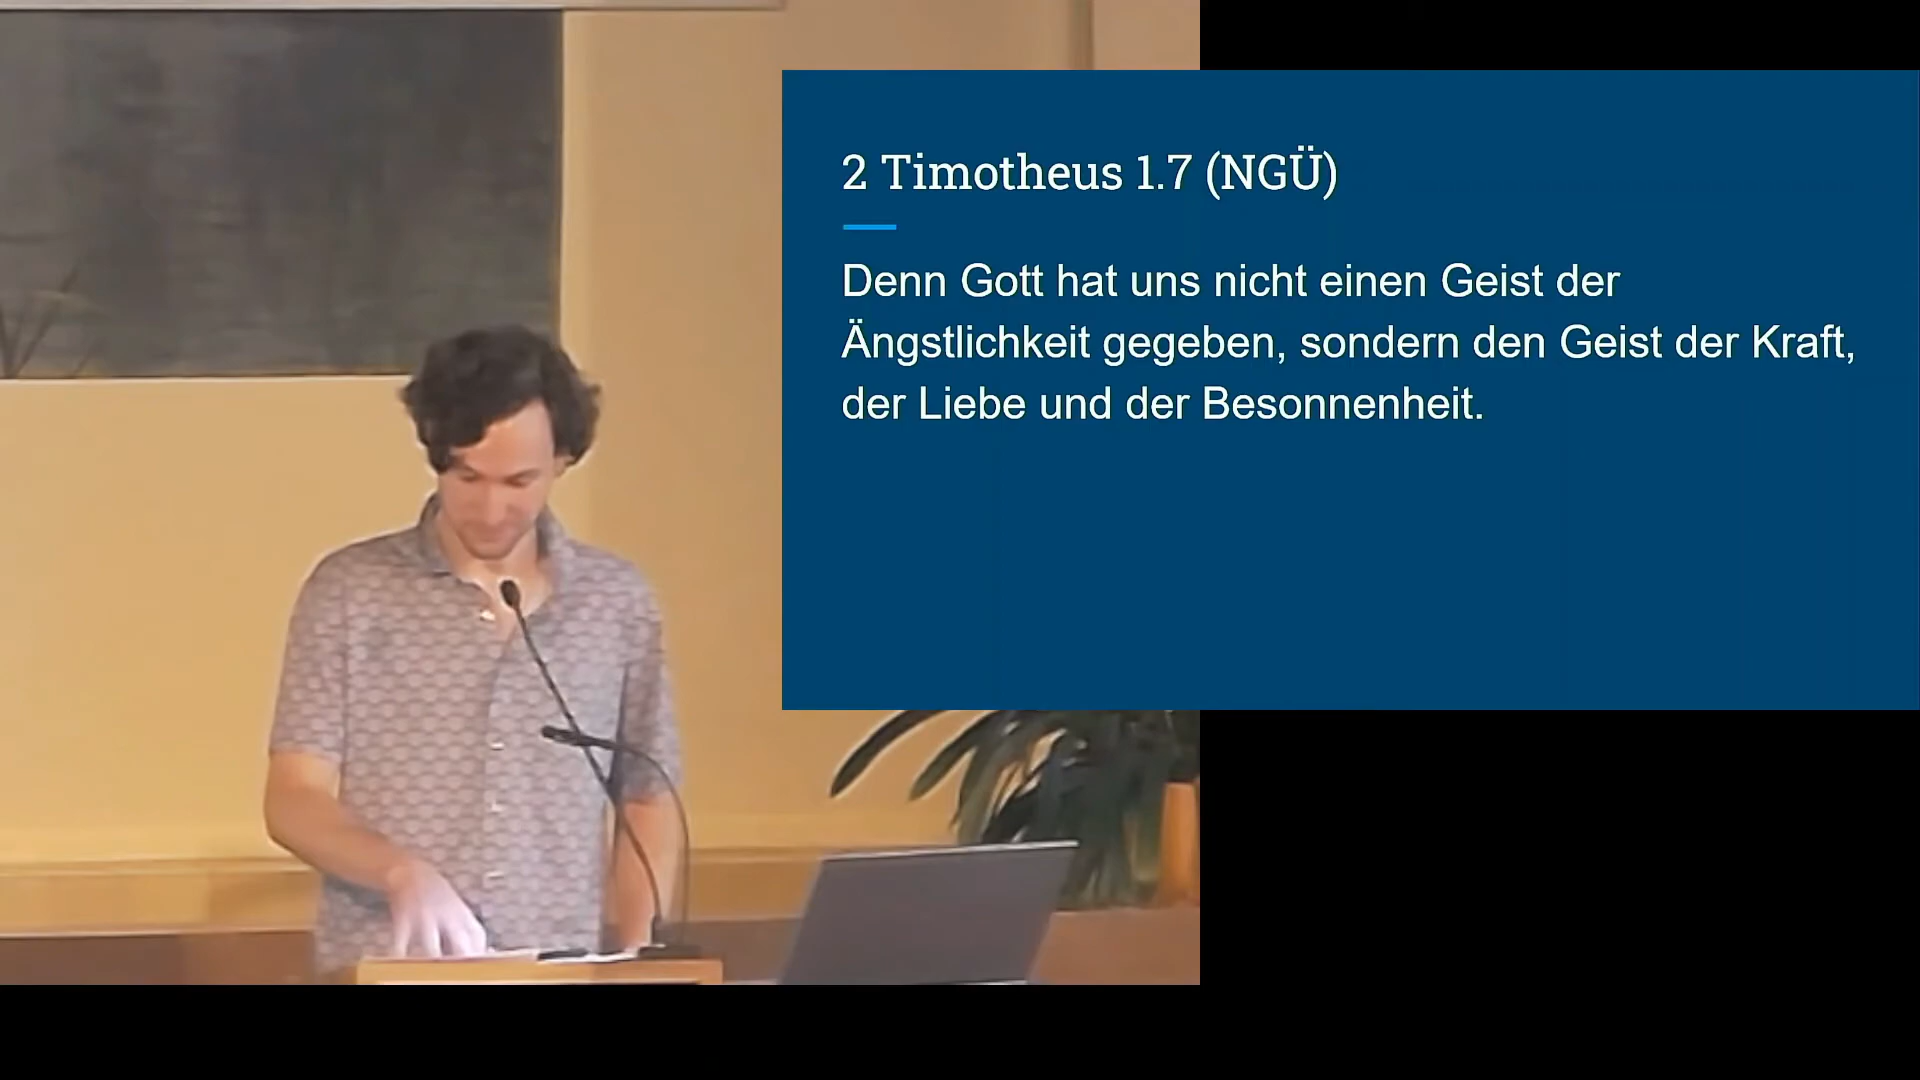 2 Timotheus 1.7 (NGÜ)
Denn Gott hat uns nicht einen Geist der
Ängstlichkeit gegeben, sondern den Geist der Kraft,
der Liebe und der Besonnenheit.